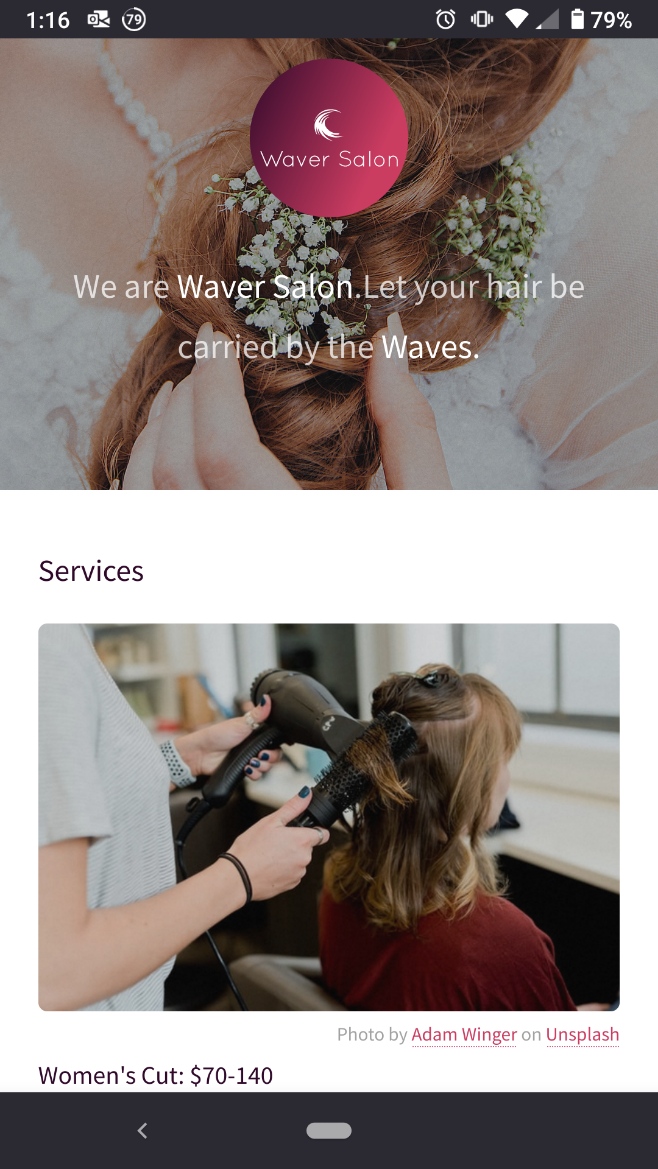 1:16
79
79%
Waver Salon
We are Waver Salon.Let your hair be
carried by the Waves.
Services
Photo by Adam Winger on Unsplash
Women's Cut: $70-140